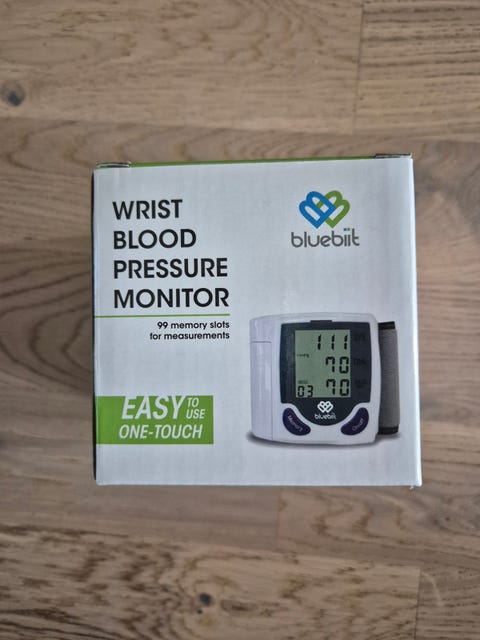 WRIST
BLOOD
PRESSURE
MONITOR
99 memory slots
for measurements
EASY TO USE
ONE-TOUCH
bluebiit
111
70
03 70
bluebiit
Memory